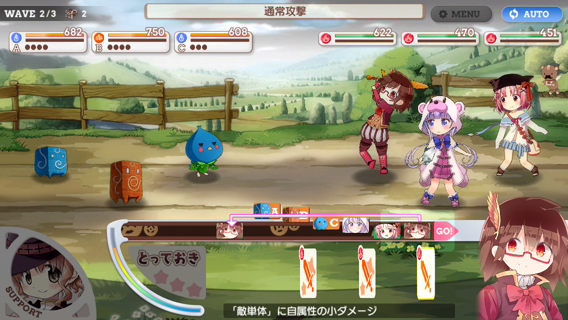 WAVE 2/3 2
通常攻撃
MENU
AUTO
682
A
750
B
608
C
622
470
451
A
B
C
GO!
とっておき
SUPPORT
「敵単体」に自属性の小ダメージ